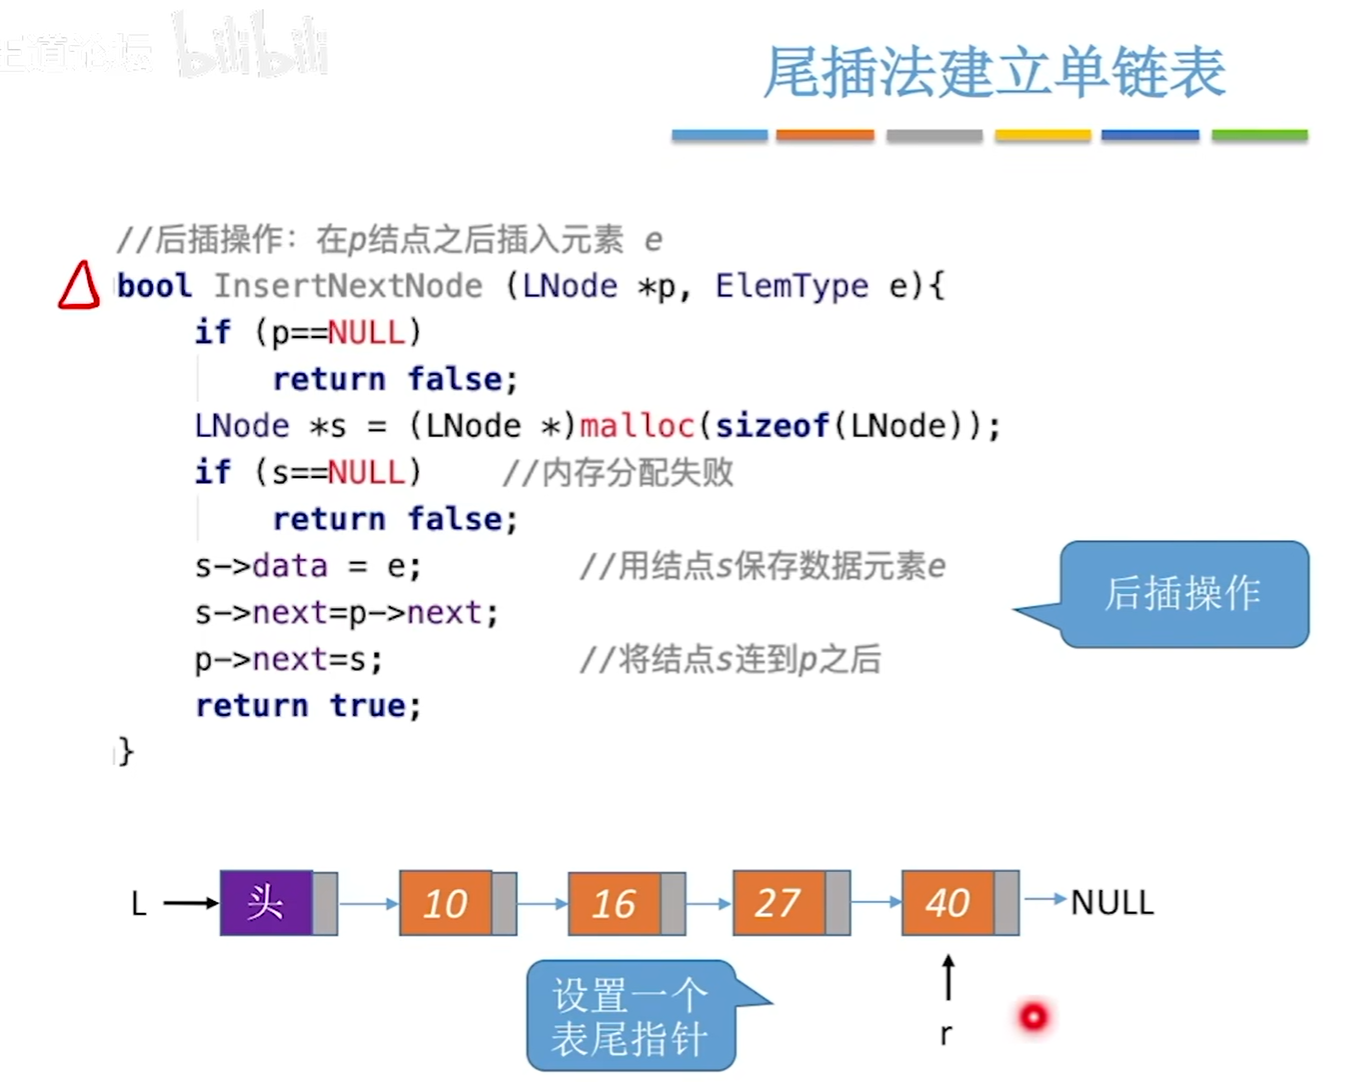 王道论坛 bilibili
尾插法建立单链表
//后插操作：在p结点之后插入元素 e
bool InsertNextNode (LNode *p, ElemType e){
if (p==NULL)
return false;
LNode *s = (LNode *)malloc(sizeof(LNode));
if (s==NULL) //内存分配失败
return false;
s->data = e; //用结点s保存数据元素e
s->next=p->next;
p->next=s; //将结点s连到p之后
return true;
}
后插操作
L 头 10 16 27 40 NULL
设置一个
表尾指针
r